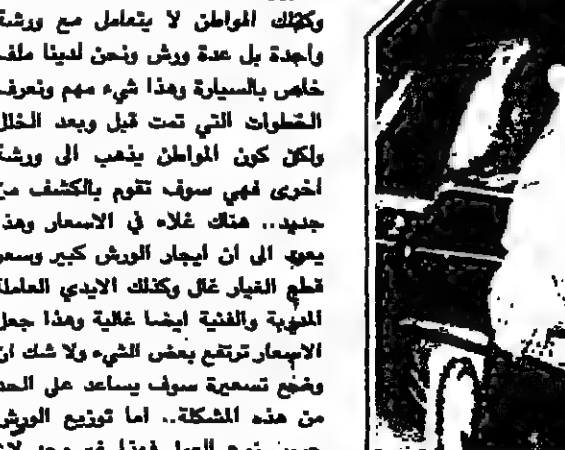 وكذلك المواطن لا يتعامل مع ورشة
واحدة بل عدة ورش ونحن لدينا ملف
خاص بالسيارة وهذا شيء مهم ونعرف
الخطوات التي تمت قبل وبعد الخلل
ولكن كون المواطن يذهب الى ورشة
اخرى فهي سوف تقوم بالكشف من
جديد.. هناك غلاء في الاسعار وهذا
يعود الى ان ايجار الورش كبير وسعر
قطع الغيار غال وكذلك الايدي العاملة
المدربة والفنية ايضا غالية وهذا جعل
الاسعار ترتفع بعض الشيء ولا شك ان
وضع تسعيرة سوف يساعد على الحد
من هذه المشكلة.. اما توزيع الورش